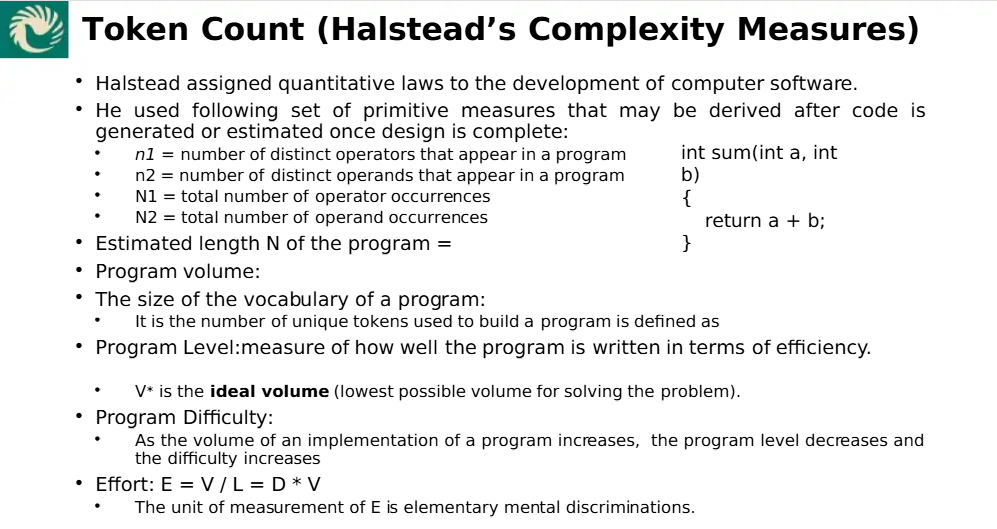 Token Count (Halstead’s Complexity Measures)
• Halstead assigned quantitative laws to the development of computer software.
• He used following set of primitive measures that may be derived after code is
generated or estimated once design is complete:
• n1 = number of distinct operators that appear in a program
• n2 = number of distinct operands that appear in a program
• N1 = total number of operator occurrences
• N2 = total number of operand occurrences
int sum(int a, int
b)
{
return a + b;
}
• Estimated length N of the program =
• Program volume:
• The size of the vocabulary of a program:
• It is the number of unique tokens used to build a program is defined as
• Program Level:measure of how well the program is written in terms of efficiency.
• V* is the ideal volume (lowest possible volume for solving the problem).
• Program Difficulty:
• As the volume of an implementation of a program increases, the program level decreases and
the difficulty increases
• Effort: E = V / L = D * V
• The unit of measurement of E is elementary mental discriminations.